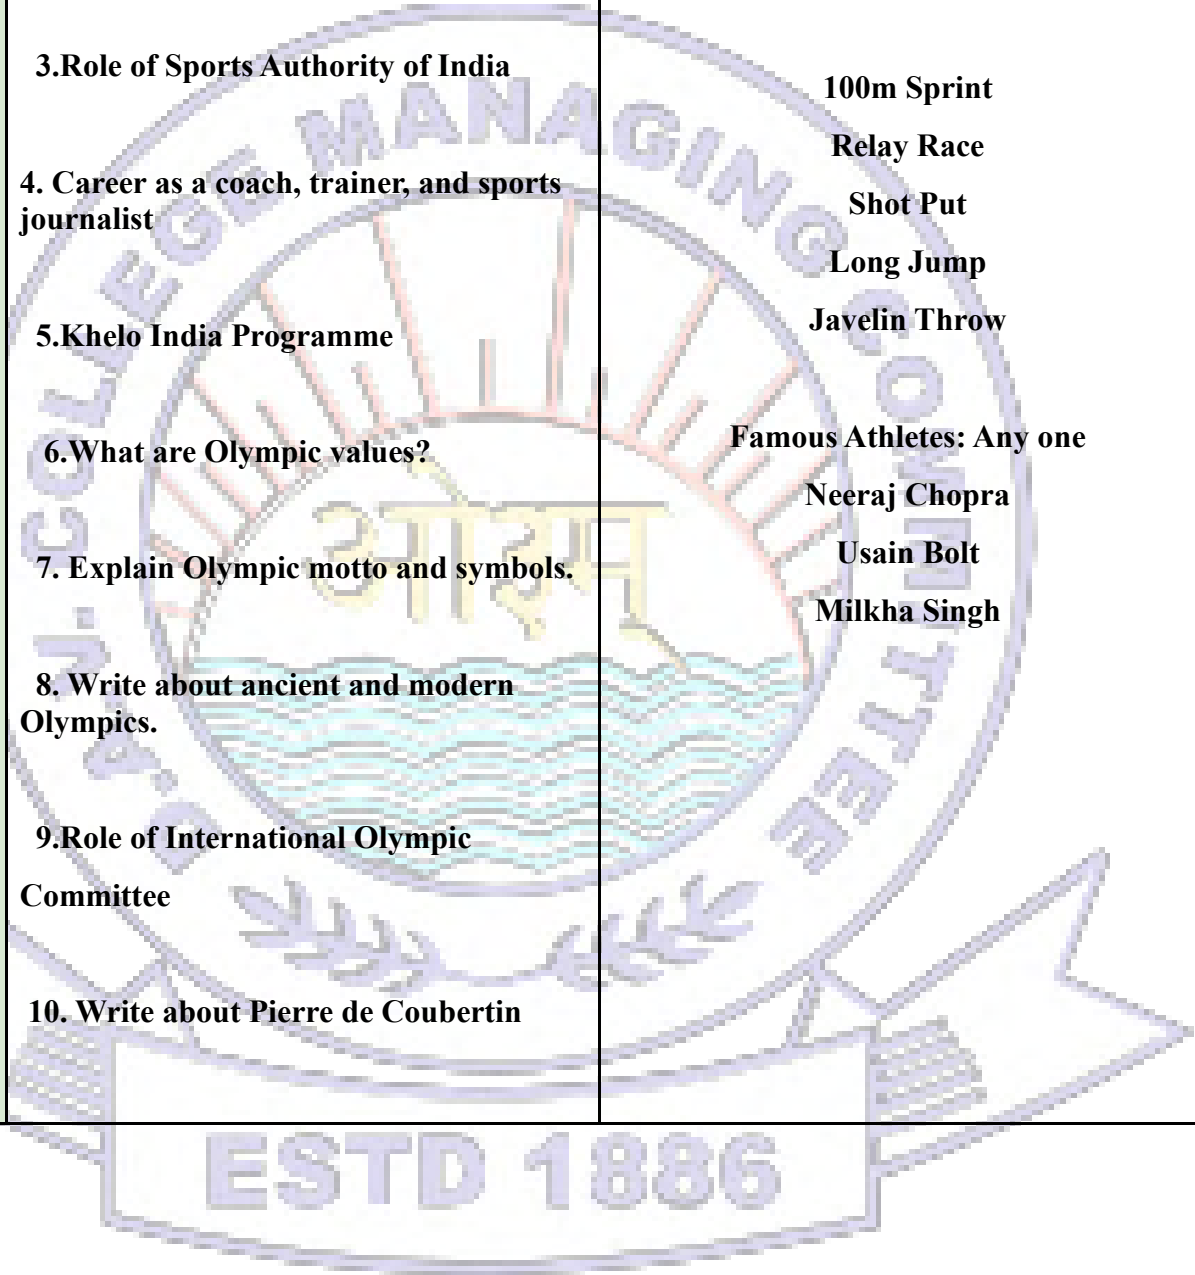 3.Role of Sports Authority of India
4. Career as a coach, trainer, and sports
journalist
5.Khelo India Programme
6.What are Olympic values?
7. Explain Olympic motto and symbols.
8. Write about ancient and modern
Olympics.
9.Role of International Olympic
Committee
10. Write about Pierre de Coubertin
100m Sprint
Relay Race
Shot Put
Long Jump
Javelin Throw
Famous Athletes: Any one
Neeraj Chopra
Usain Bolt
Milkha Singh
D.A.V. COLLEGE MANAGING COMMITTEE
ओ३म्
ESTD 1886